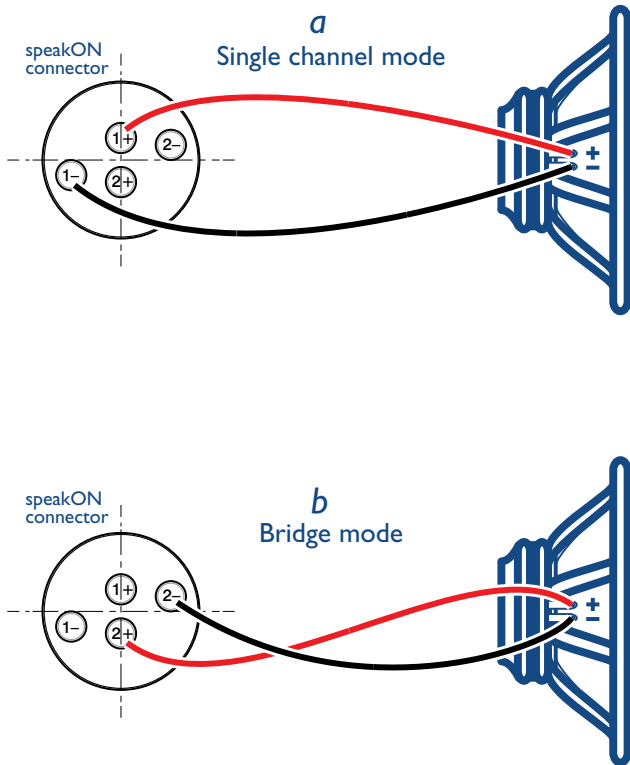 a
speakON
connector
Single channel mode
1+
2–
1–
2+
+
–
b
speakON
connector
Bridge mode
1+
2–
1–
2+
+
–